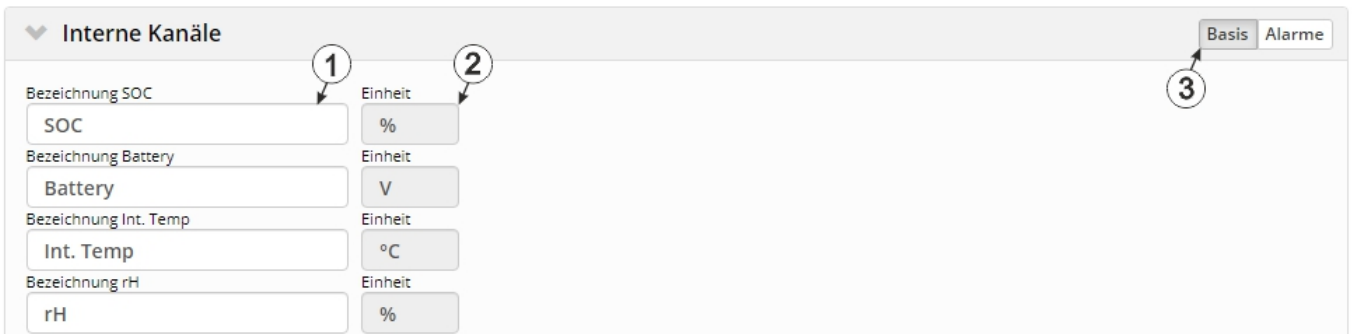 Interne Kanäle
Basis Alarme
1 2
3
Bezeichnung SOC Einheit
SOC %
Bezeichnung Battery Einheit
Battery V
Bezeichnung Int. Temp Einheit
Int. Temp °C
Bezeichnung rH Einheit
rH %